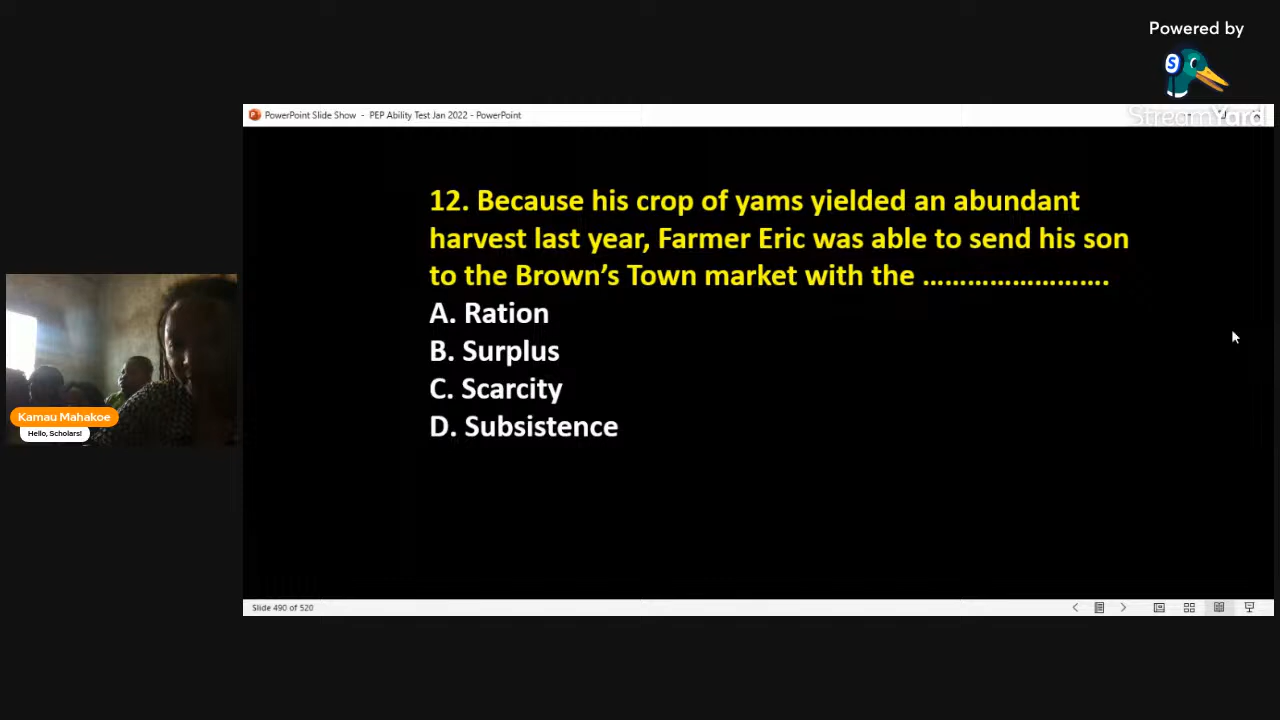 Powered by
StreamYard
PowerPoint Slide Show - PEP Ability Test Jan 2022 - PowerPoint
12. Because his crop of yams yielded an abundant
harvest last year, Farmer Eric was able to send his son
to the Brown’s Town market with the …………………….
A. Ration
B. Surplus
C. Scarcity
D. Subsistence
Kamau Mahakoe
Hello, Scholars!
Slide 490 of 520